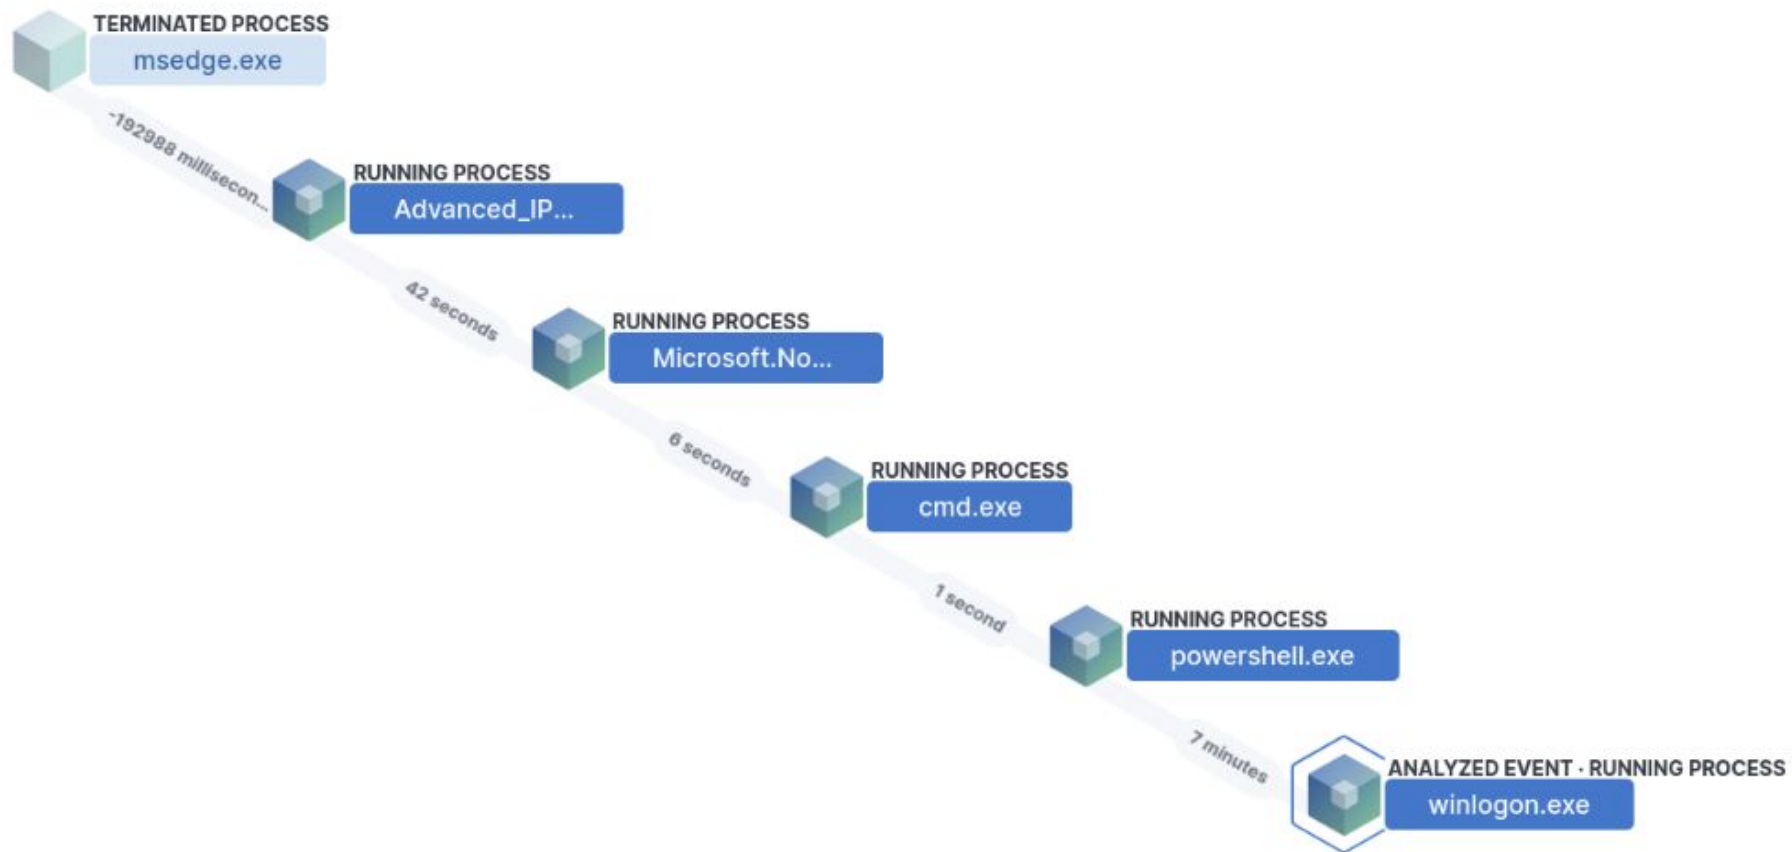 TERMINATED PROCESS
msedge.exe
-192988 millisecon...
RUNNING PROCESS
Advanced_IP...
42 seconds
RUNNING PROCESS
Microsoft.No...
6 seconds
RUNNING PROCESS
cmd.exe
1 second
RUNNING PROCESS
powershell.exe
7 minutes
ANALYZED EVENT · RUNNING PROCESS
winlogon.exe